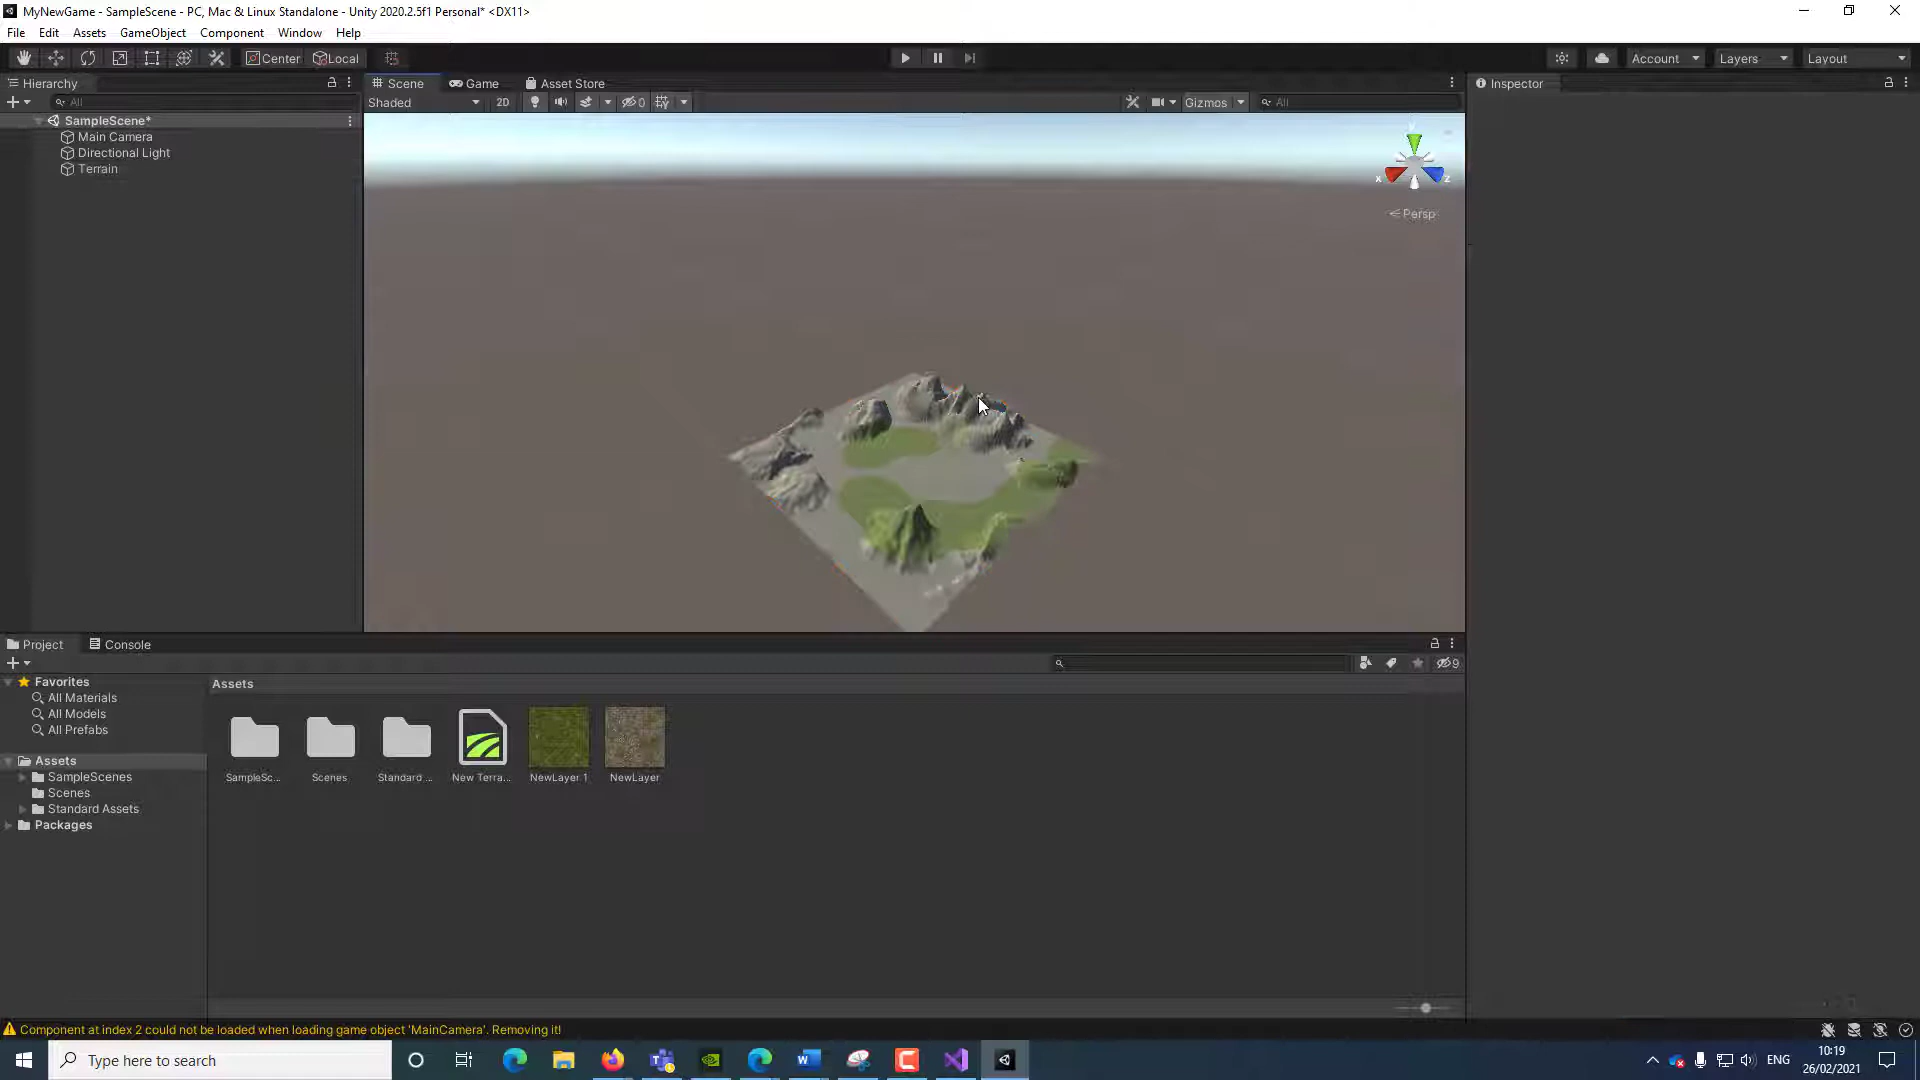 MyNewGame - SampleScene - PC, Mac & Linux Standalone - Unity 2020.2.5f1 Personal* <DX11>
File Edit Assets GameObject Component Window Help
Center Local Account Layers Layout
Hierarchy
Scene Game Asset Store
Inspector
All
Shaded 2D 0 Gizmos All
SampleScene*
Main Camera
Directional Light
Terrain
x z
Persp
Project Console
9
Favorites
All Materials
All Models
All Prefabs
Assets
SampleScenes
Scenes
Standard Assets
Packages
Assets
SampleSc... Scenes Standard ... New Terra... NewLayer 1 NewLayer
Component at index 2 could not be loaded when loading game object 'MainCamera'. Removing it!
Type here to search
ENG
10:19
26/02/2021